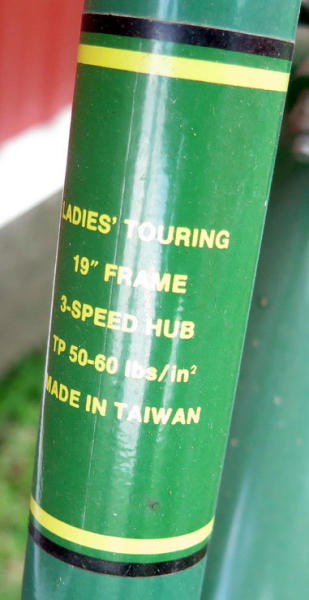 LADIES' TOURING
19" FRAME
3-SPEED HUB
TP 50-60 lbs/in²
MADE IN TAIWAN